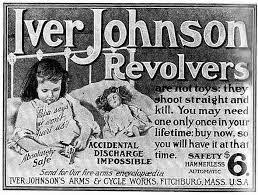 Iver Johnson
Revolvers
are not toys; they
shoot straight and
kill. You may need
one only once in your
lifetime; buy now, so
you will have it at that
time.
Papa says
it won't
hurt us!
ACCIDENTAL
DISCHARGE
IMPOSSIBLE
Absolutely
Safe
SAFETY
HAMMERLESS
AUTOMATIC
$6
Send for Our fire-arms encyclopædia
IVER JOHNSON'S ARMS & CYCLE WORKS, FITCHBURG, MASS. U.S.A